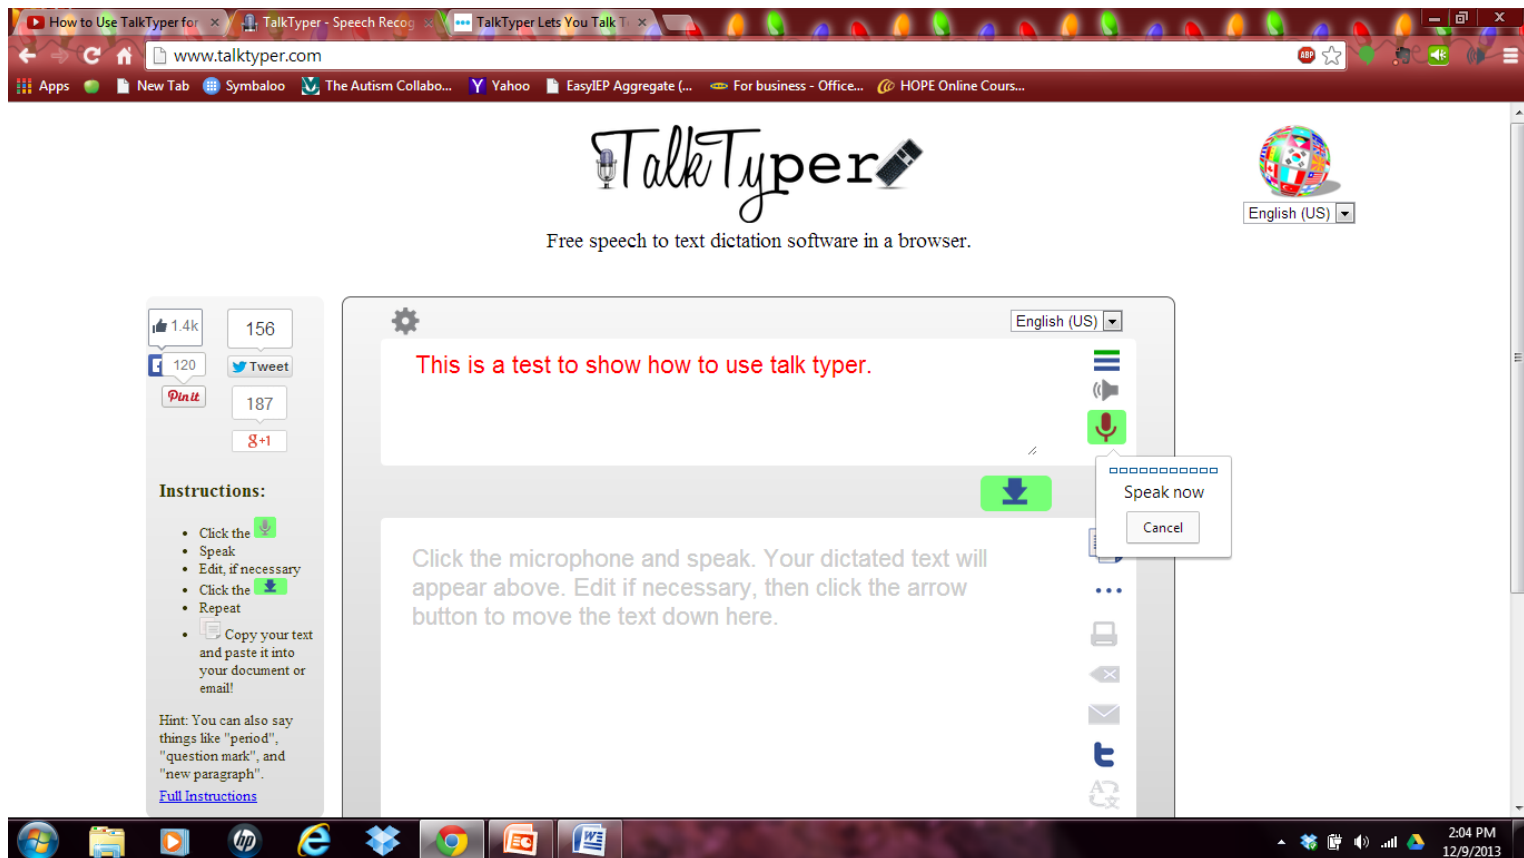 How to Use TalkTyper for
TalkTyper - Speech Recog
TalkTyper Lets You Talk T
www.talktyper.com
ABP
Apps
New Tab
Symbaloo
The Autism Collabo...
Yahoo
EasyIEP Aggregate (...
For business - Office...
HOPE Online Cours...
TalkTyper
English (US)
Free speech to text dictation software in a browser.
1.4k
156
120
Tweet
Pin it
187
g+1
English (US)
This is a test to show how to use talk typer.
Speak now
Cancel
Instructions:
Click the
Speak
Edit, if necessary
Click the
Repeat
Copy your text
and paste it into
your document or
email!
Hint: You can also say
things like "period",
"question mark", and
"new paragraph".
Full Instructions
Click the microphone and speak. Your dictated text will
appear above. Edit if necessary, then click the arrow
button to move the text down here.
2:04 PM
12/9/2013